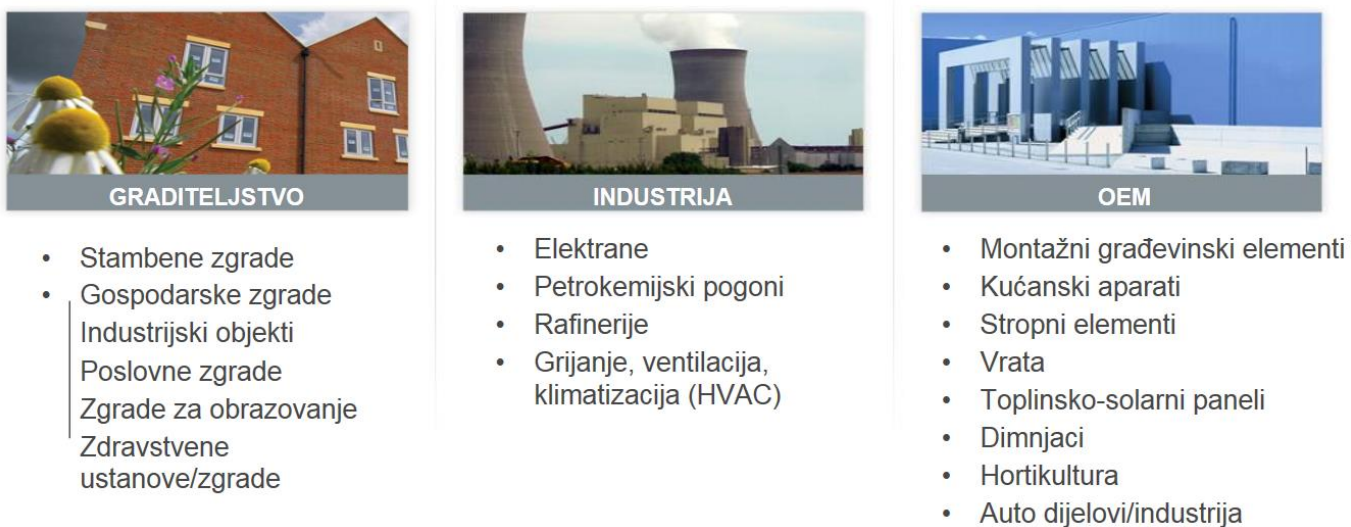 GRADITELJSTVO
• Stambene zgrade
• Gospodarske zgrade
Industrijski objekti
Poslovne zgrade
Zgrade za obrazovanje
Zdravstvene
ustanove/zgrade
INDUSTRIJA
• Elektrane
• Petrokemijski pogoni
• Rafinerije
• Grijanje, ventilacija,
klimatizacija (HVAC)
OEM
• Montažni građevinski elementi
• Kućanski aparati
• Stropni elementi
• Vrata
• Toplinsko-solarni paneli
• Dimnjaci
• Hortikultura
• Auto dijelovi/industrija